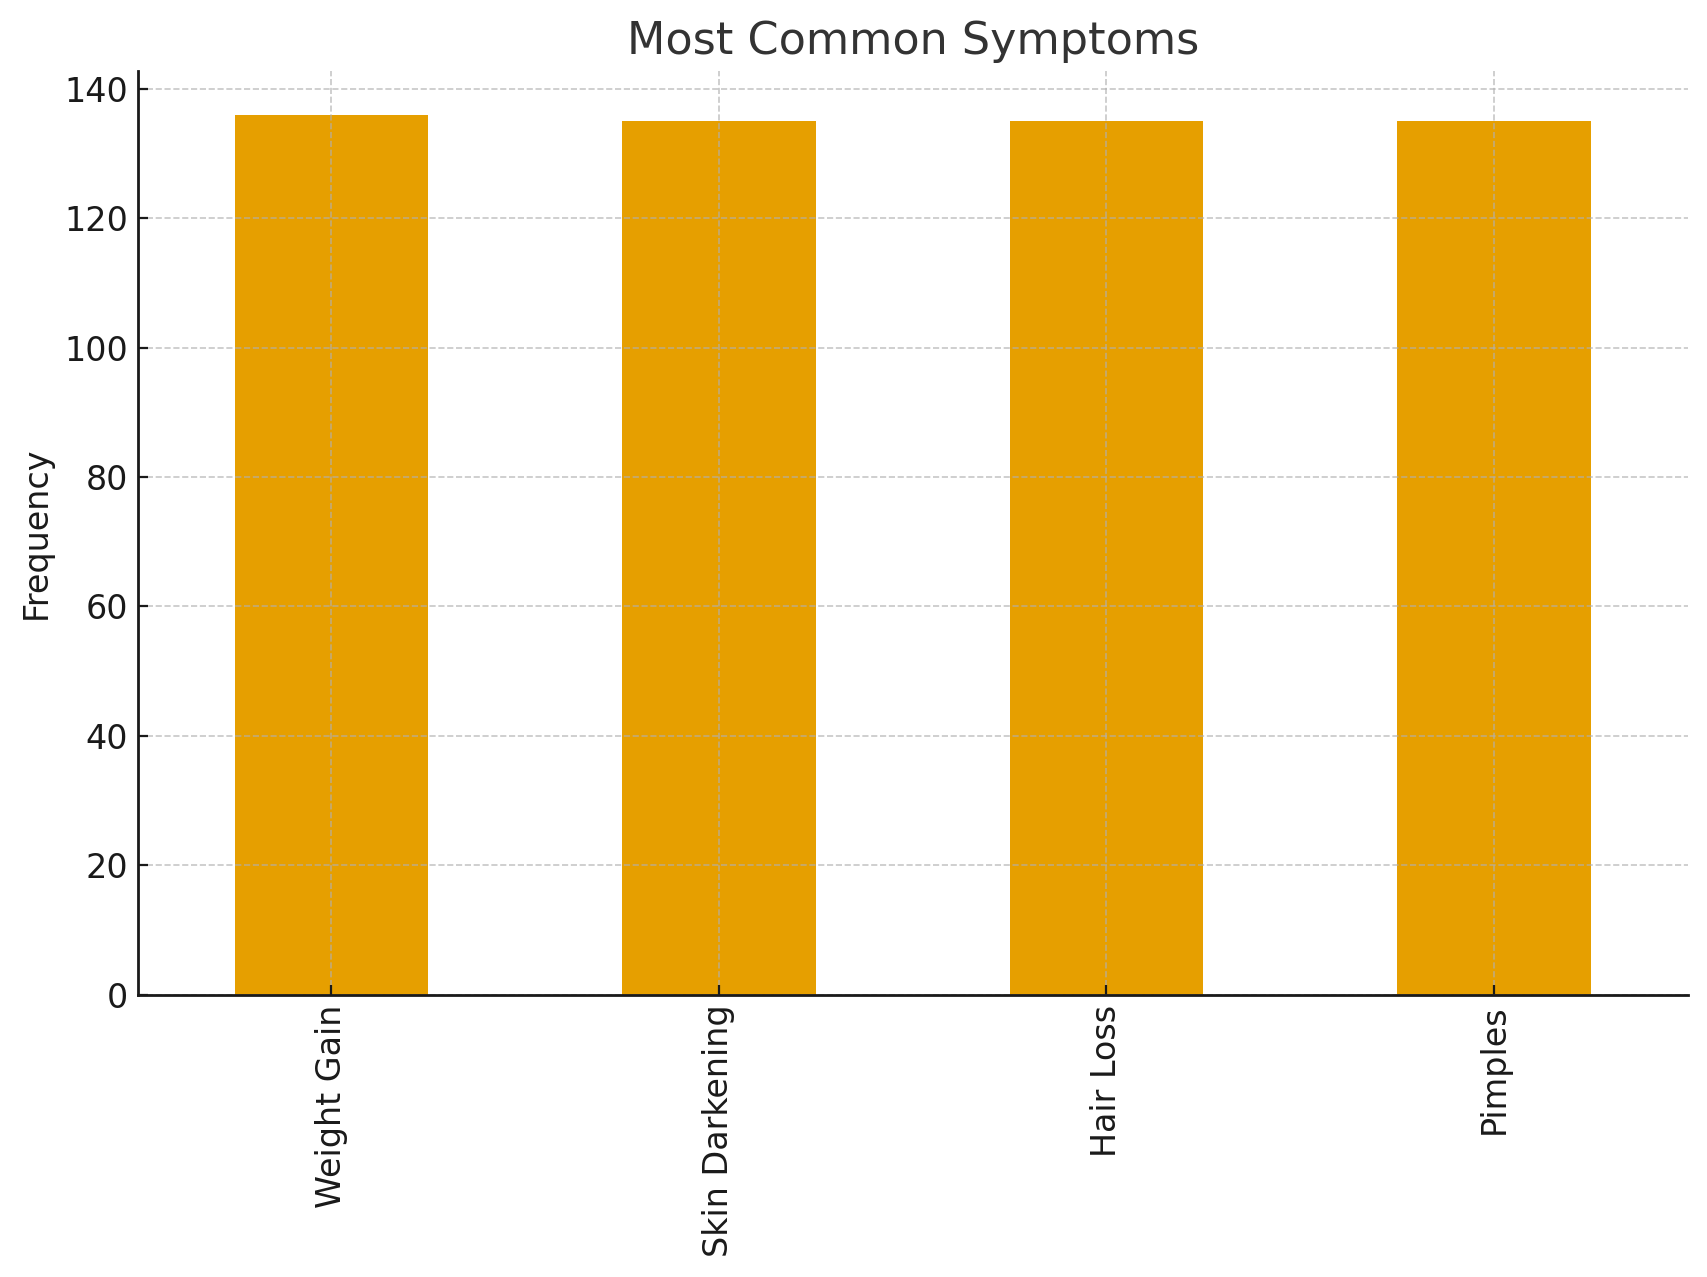 Most Common Symptoms
Frequency
140
120
100
80
60
40
20
0
Weight Gain
Skin Darkening
Hair Loss
Pimples